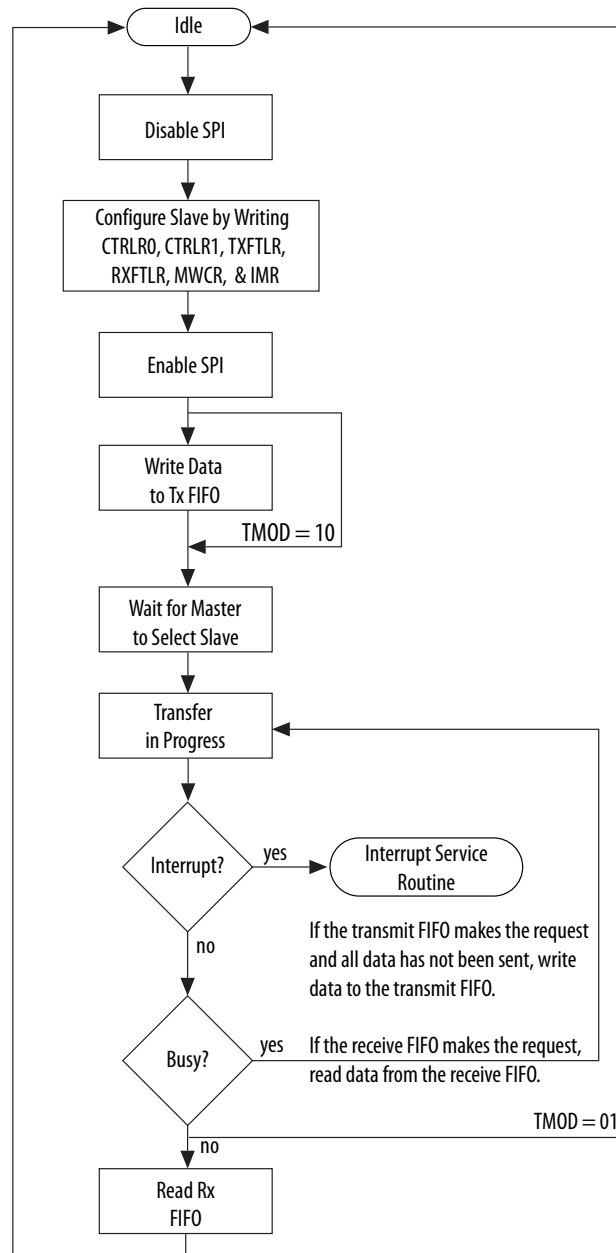 Idle
Disable SPI
Configure Slave by Writing
CTRLR0, CTRLR1, TXFTLR,
RXFTLR, MWCR, & IMR
Enable SPI
Write Data
to Tx FIFO
TMOD = 10
Wait for Master
to Select Slave
Transfer
in Progress
Interrupt?
yes
Interrupt Service
Routine
no
If the transmit FIFO makes the request
and all data has not been sent, write
data to the transmit FIFO.
Busy?
yes
If the receive FIFO makes the request,
read data from the receive FIFO.
TMOD = 01
no
Read Rx
FIFO